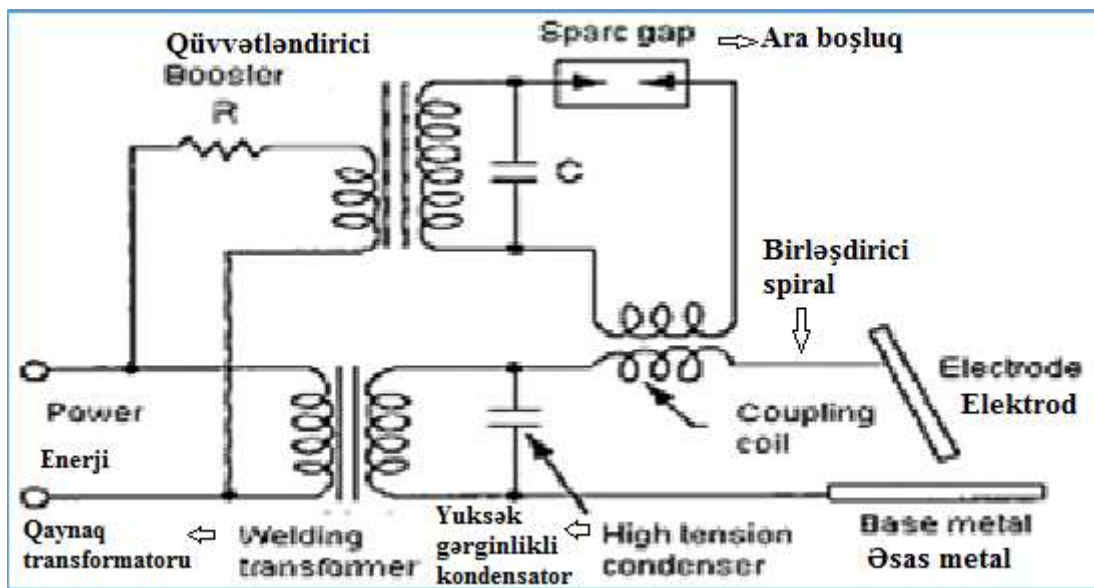 Qüvvətləndirici
Booster
R
Sparc gap
Ara boşluq
C
Birləşdirici
spiral
Power
Enerji
Electrode
Elektrod
Coupling
coil
Qaynaq
transformatoru
Welding
transformer
Yuksək
gərginlikli
kondensator
High tension
condenser
Base metal
Əsas metal